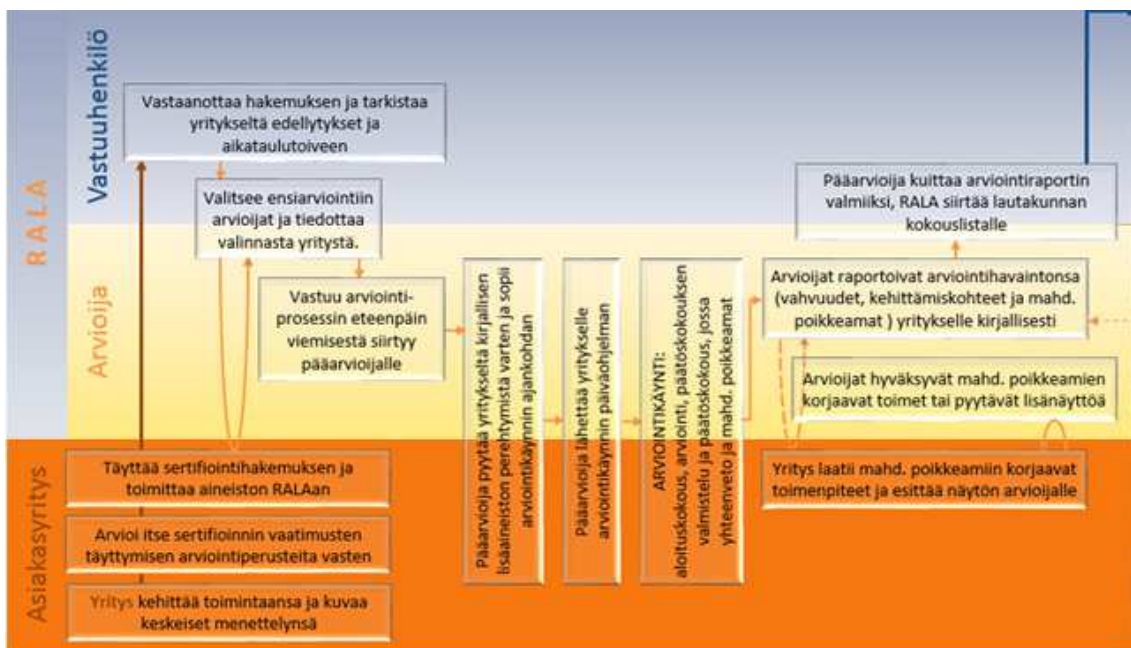 RALA
Vastuuhenkilö
Arvioija
Asiakasyritys
Vastaanottaa hakemuksen ja tarkistaa
yritykseltä edellytykset ja
aikataulutoiveen
Valitsee ensiarviointiin
arvioijat ja tiedottaa
valinnasta yritystä.
Vastuu arviointi-
prosessin eteenpäin
viemisestä siirtyy
pääarvioijalle
Täyttää sertifiointihakemuksen ja
toimittaa aineiston RALAan
Arvioi itse sertifioinnin vaatimusten
täyttymisen arviointiperusteita vasten
Yritys kehittää toimintaansa ja kuvaa
keskeiset menettelynsä
Pääarvioija pyytää yritykseltä kirjallisen
lisäaineiston perehtymistä varten ja sopii
arviointikäynnin ajankohdan
Pääarvioija lähettää yritykselle
arviointikäynnin päiväohjelman
ARVIOINTIKÄYNTI:
aloituskokous, arviointi, päätöskokouksen
valmistelu ja päätöskokous, jossa
yhteenveto ja mahd. poikkeamat
Pääarvioija kuittaa arviointiraportin
valmiiksi, RALA siirtää lautakunnan
kokouslistalle
Arvioijat raportoivat arviointihavaintonsa
(vahvuudet, kehittämiskohteet ja mahd.
poikkeamat ) yritykselle kirjallisesti
Arvioijat hyväksyvät mahd. poikkeamien
korjaavat toimet tai pyytävät lisänäyttöä
Yritys laatii mahd. poikkeamiin korjaavat
toimenpiteet ja esittää näytön arvioijalle